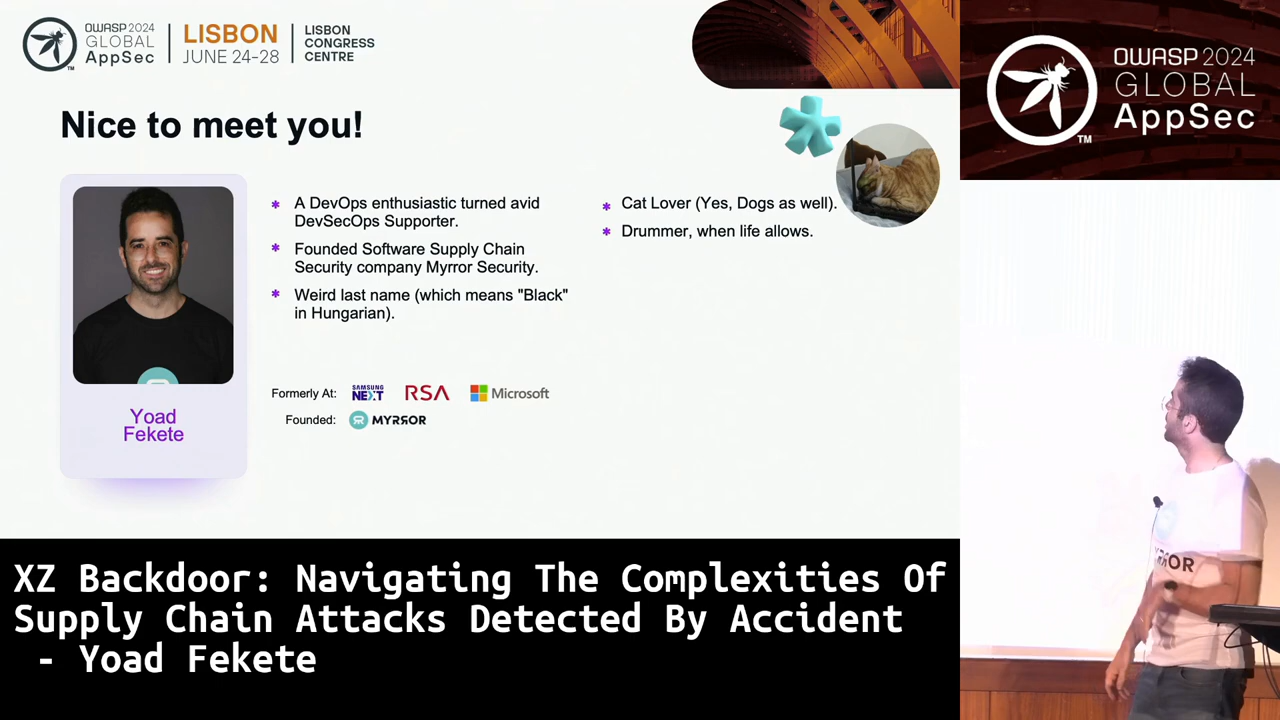 OWASP 2024
GLOBAL
AppSec
TM
LISBON
JUNE 24-28
LISBON
CONGRESS
CENTRE
Nice to meet you!
A DevOps enthusiastic turned avid
DevSecOps Supporter.
Founded Software Supply Chain
Security company Myrror Security.
Weird last name (which means "Black"
in Hungarian).
Cat Lover (Yes, Dogs as well).
Drummer, when life allows.
Formerly At: SAMSUNG NEXT RSA Microsoft
Founded: MYRROR
Yoad
Fekete
OWASP 2024
GLOBAL
AppSec
TM
XZ Backdoor: Navigating The Complexities Of
Supply Chain Attacks Detected By Accident
- Yoad Fekete